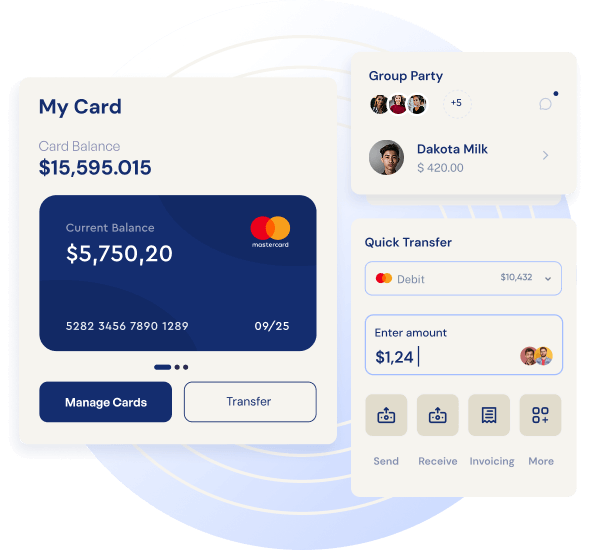 My Card
Card Balance
$15,595.015
Current Balance
$5,750,20
mastercard
5282 3456 7890 1289
09/25
Manage Cards
Transfer
Group Party
+5
Dakota Milk
$ 420.00
Quick Transfer
Debit
$10,432
Enter amount
$1,24
Send
Receive
Invoicing
More